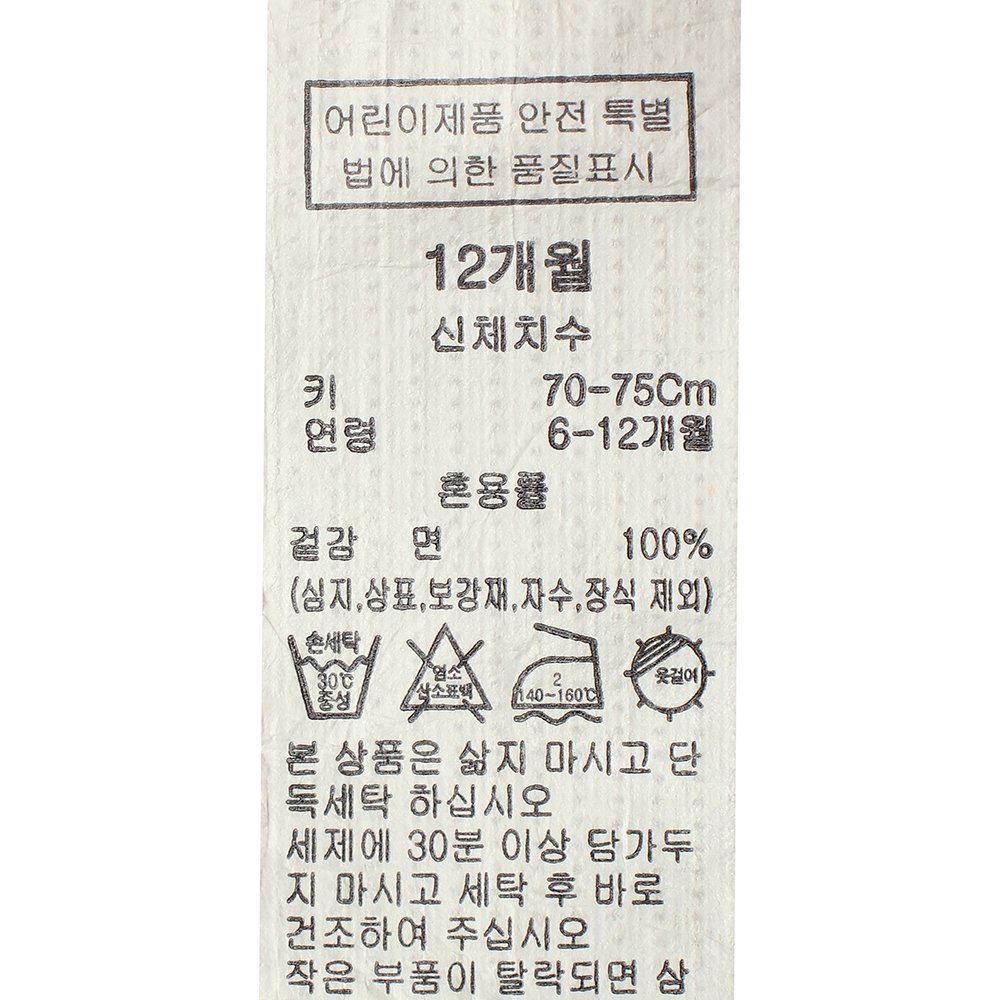 어린이제품 안전 특별
법에 의한 품질표시
12개월
신체치수
키 70-75Cm
연령 6-12개월
혼용률
겉감 면 100%
(심지,상표,보강재,자수,장식 제외)
손세탁
30℃
중성
염소
산소표백
2
140~160℃
옷걸이
본 상품은 삶지 마시고 단
독세탁 하십시오
세제에 30분 이상 담가두
지 마시고 세탁 후 바로
건조하여 주십시오
작은 부품이 탈락되면 삼